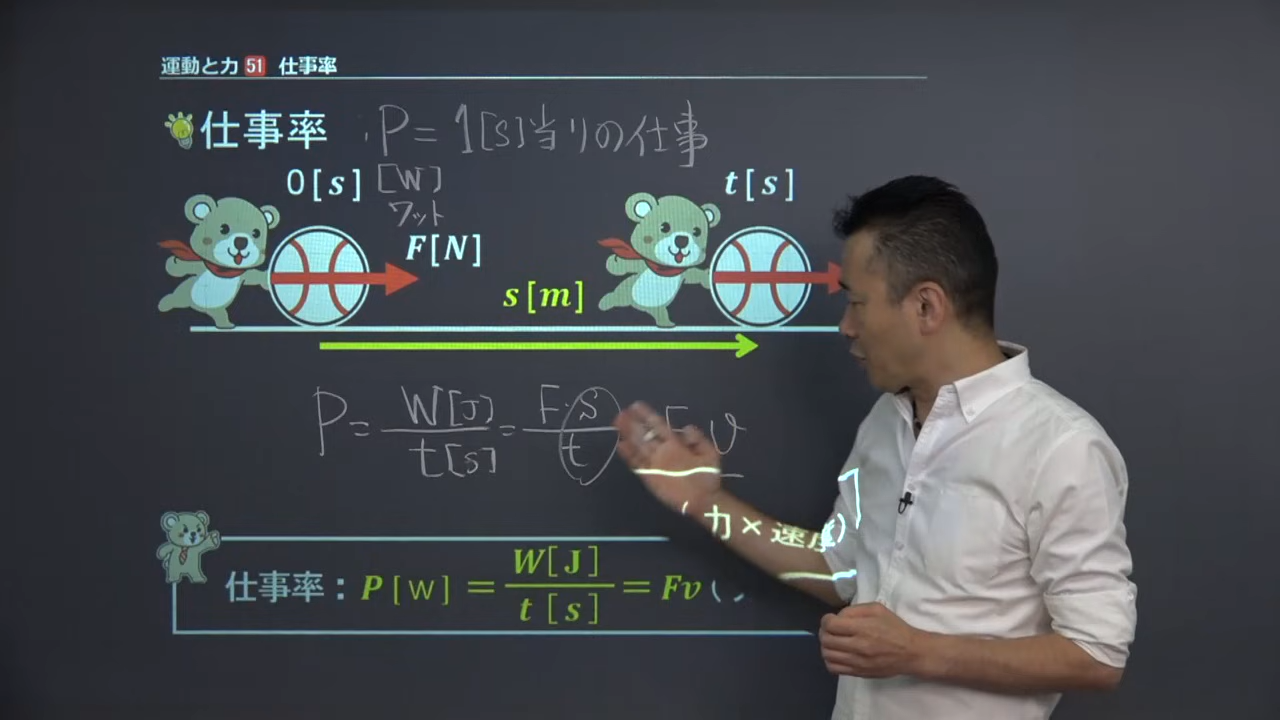 運動と力 51 仕事率
仕事率 : P = 1[s]当りの仕事
[W]
ワット
0[s]
t[s]
F[N]
s[m]
P = W[J] / t[s] = F·s / t = Fv
(力×速度)
仕事率：P[W] = W[J] / t[s] = Fv (